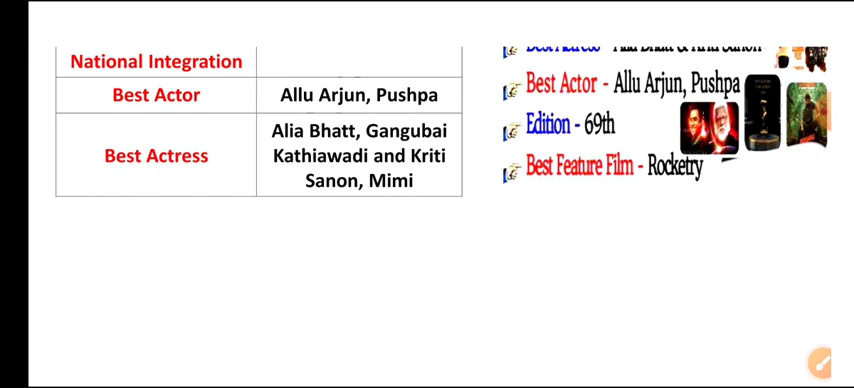 National Integration
Best Actor
Allu Arjun, Pushpa
Best Actress
Alia Bhatt, Gangubai
Kathiawadi and Kriti
Sanon, Mimi
Best Actor - Allu Arjun, Pushpa
Edition - 69th
Best Feature Film - Rocketry